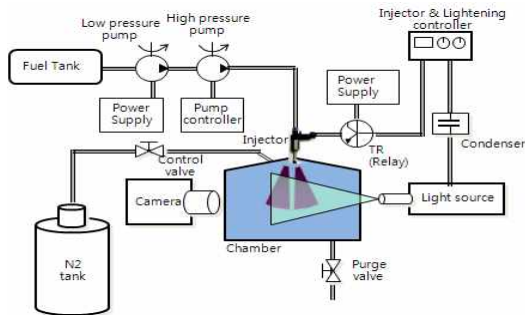 Low pressure
pump
High pressure
pump
Injector & Lightening
controller
Fuel Tank
Power
Supply
Pump
controller
Power
Supply
Injector
TR
(Relay)
Condenser
Control
valve
Camera
Light source
Chamber
N2
tank
Purge
valve